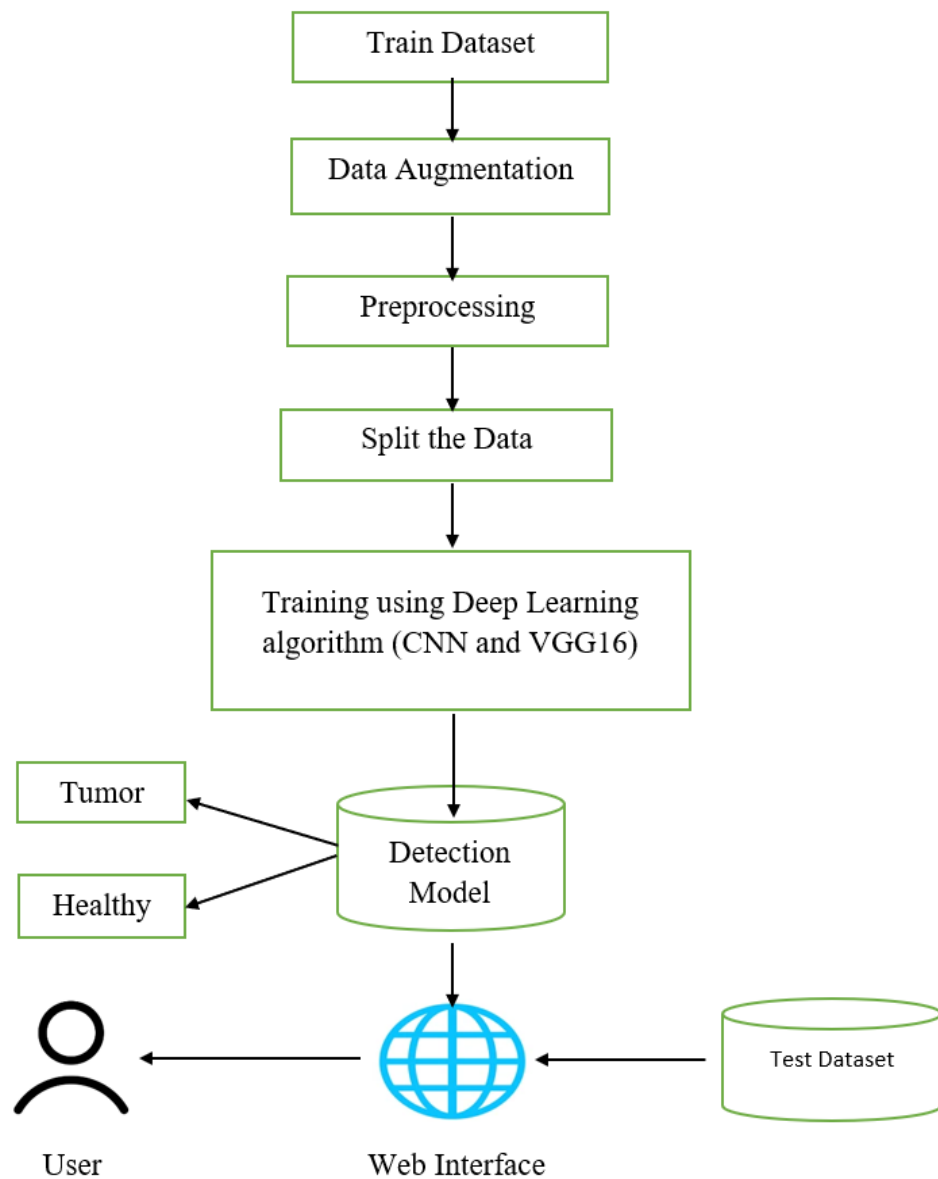 Train Dataset
Data Augmentation
Preprocessing
Split the Data
Training using Deep Learning
algorithm (CNN and VGG16)
Tumor
Detection
Model
Healthy
Test Dataset
User
Web Interface